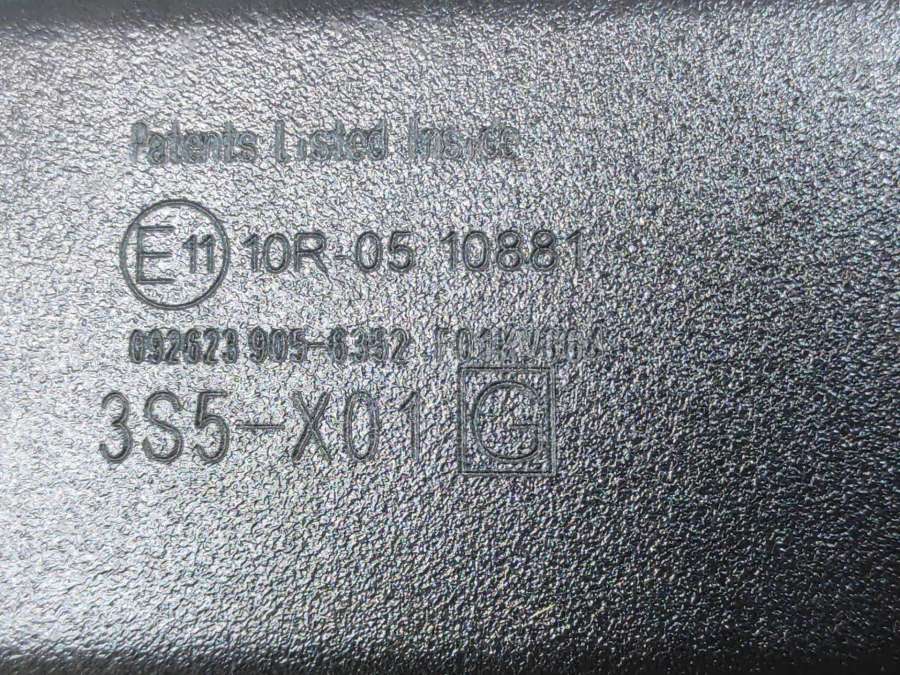 Patents Listed Inside
E11 10R-05 10881
092623 905-6352
3S5-X01 G